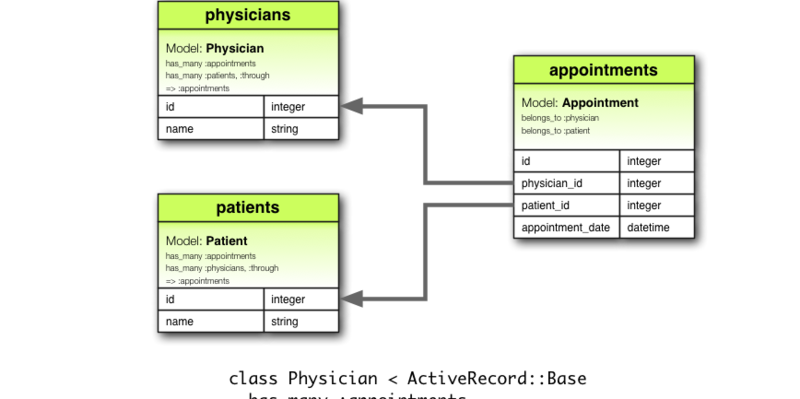 physicians
Model: Physician
has_many :appointments
has_many :patients, :through
=> :appointments
id integer
name string
appointments
Model: Appointment
belongs_to :physician
belongs_to :patient
id integer
physician_id integer
patient_id integer
appointment_date datetime
patients
Model: Patient
has_many :appointments
has_many :physicians, :through
=> :appointments
id integer
name string
class Physician < ActiveRecord::Base
has_many :appointments